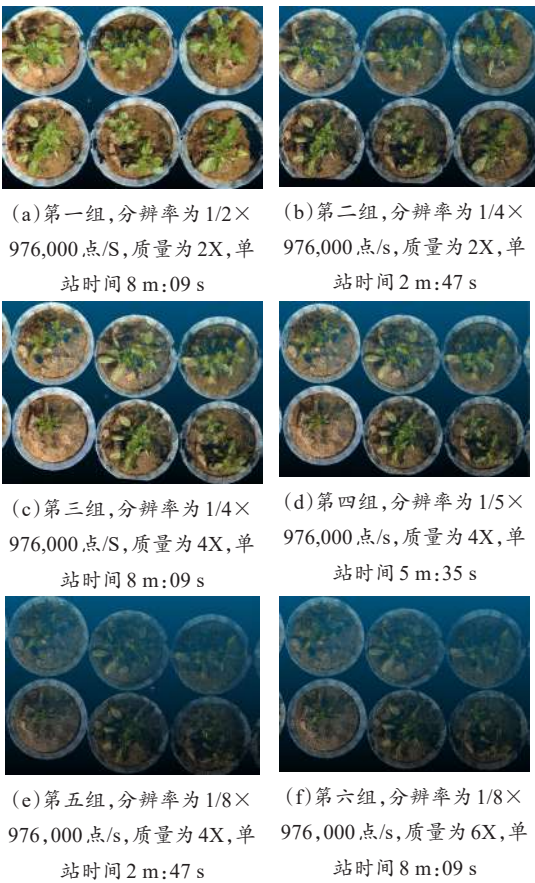 (a)第一组,分辨率为1/2×
976,000点/S,质量为2X,单
站时间8 m:09 s
(b)第二组,分辨率为1/4×
976,000点/s,质量为2X,单
站时间2 m:47 s
(c)第三组,分辨率为1/4×
976,000点/S,质量为4X,单
站时间8 m:09 s
(d)第四组,分辨率为1/5×
976,000点/s,质量为4X,单
站时间5 m:35 s
(e)第五组,分辨率为1/8×
976,000点/s,质量为4X,单
站时间2 m:47 s
(f)第六组,分辨率为1/8×
976,000点/s,质量为6X,单
站时间8 m:09 s